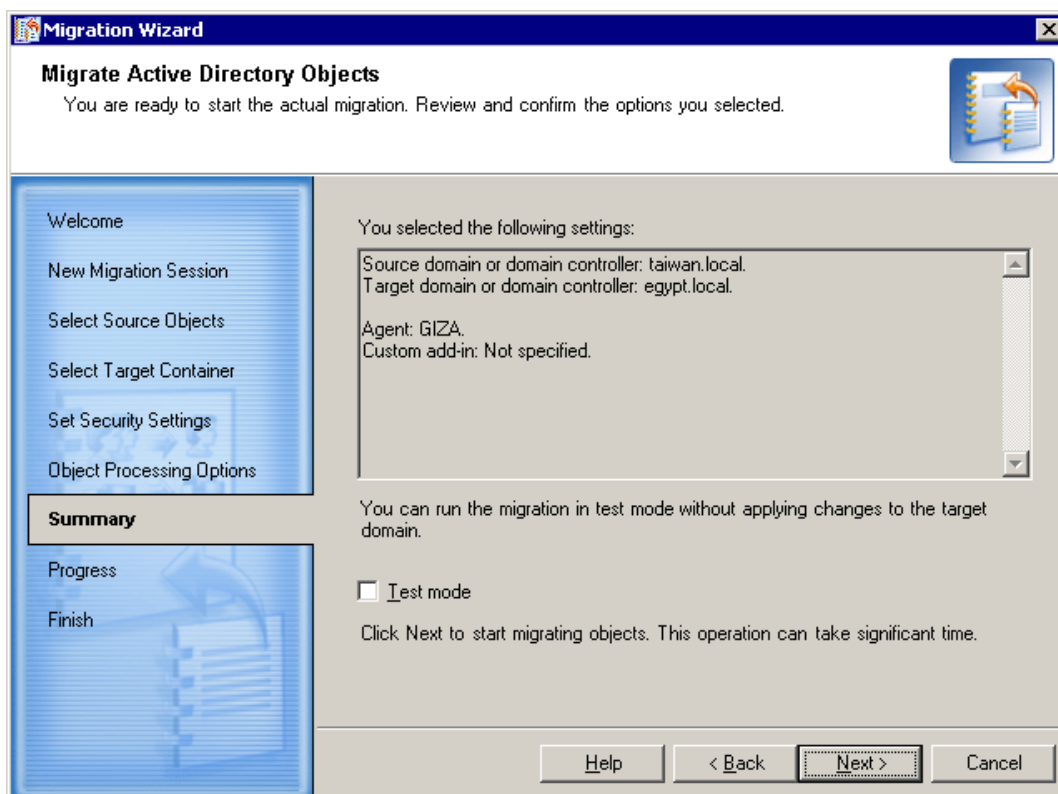 Migration Wizard
Migrate Active Directory Objects
You are ready to start the actual migration. Review and confirm the options you selected.
Welcome
New Migration Session
Select Source Objects
Select Target Container
Set Security Settings
Object Processing Options
Summary
Progress
Finish
You selected the following settings:
Source domain or domain controller: taiwan.local.
Target domain or domain controller: egypt.local.
Agent: GIZA.
Custom add-in: Not specified.
You can run the migration in test mode without applying changes to the target
domain.
Test mode
Click Next to start migrating objects. This operation can take significant time.
Help
< Back
Next >
Cancel